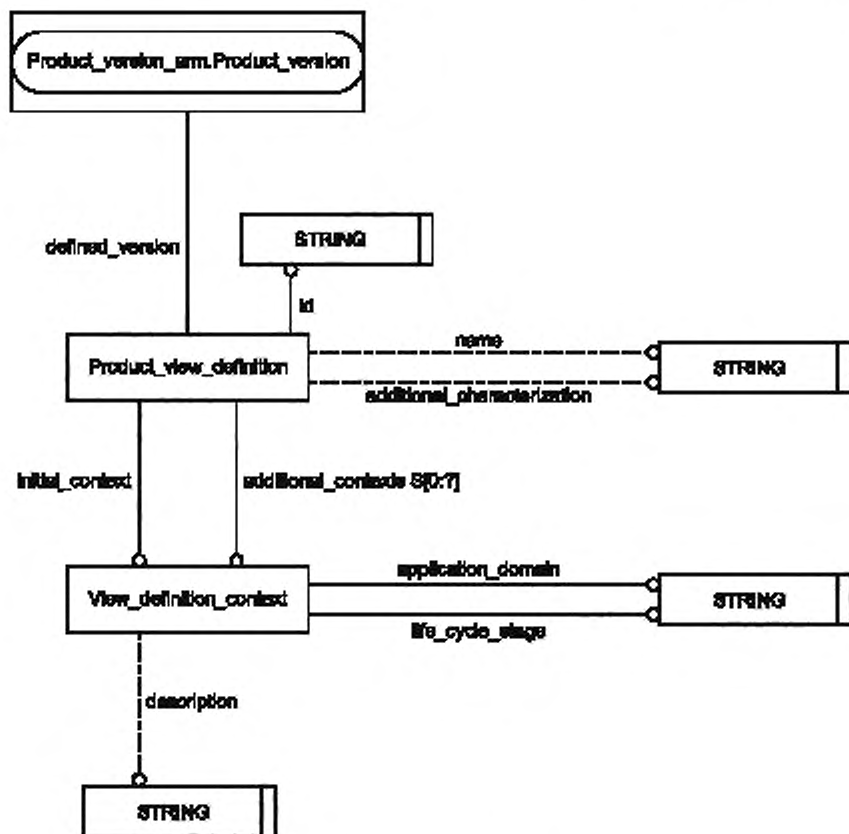 Product_version_arm.Product_version
STRING
defined_version
id
name
Product_view_definition
STRING
additional_characterization
initial_context
additional_contexts S[0:?]
application_domain
View_definition_context
STRING
life_cycle_stage
description
STRING